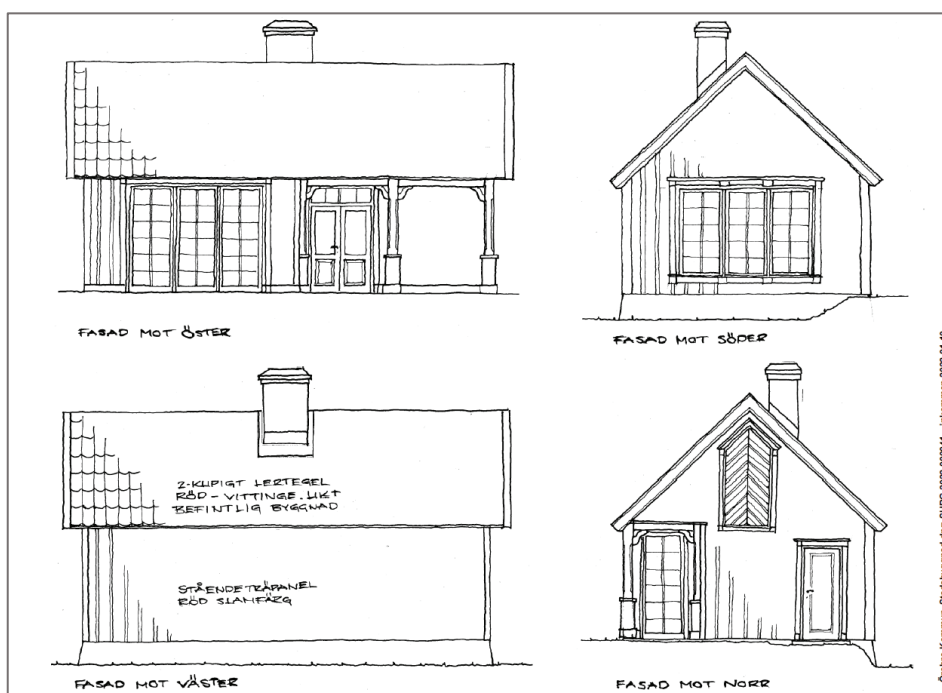 FASAD MOT ÖSTER
FASAD MOT SÖDER
2-KUPIGT LERTEGEL
RÖD - VITTINGE. LIKT
BEFINTLIG BYGGNAD
STÅENDE TRÄPANEL
RÖD SLAMFÄRG
FASAD MOT VÄSTER
FASAD MOT NORR